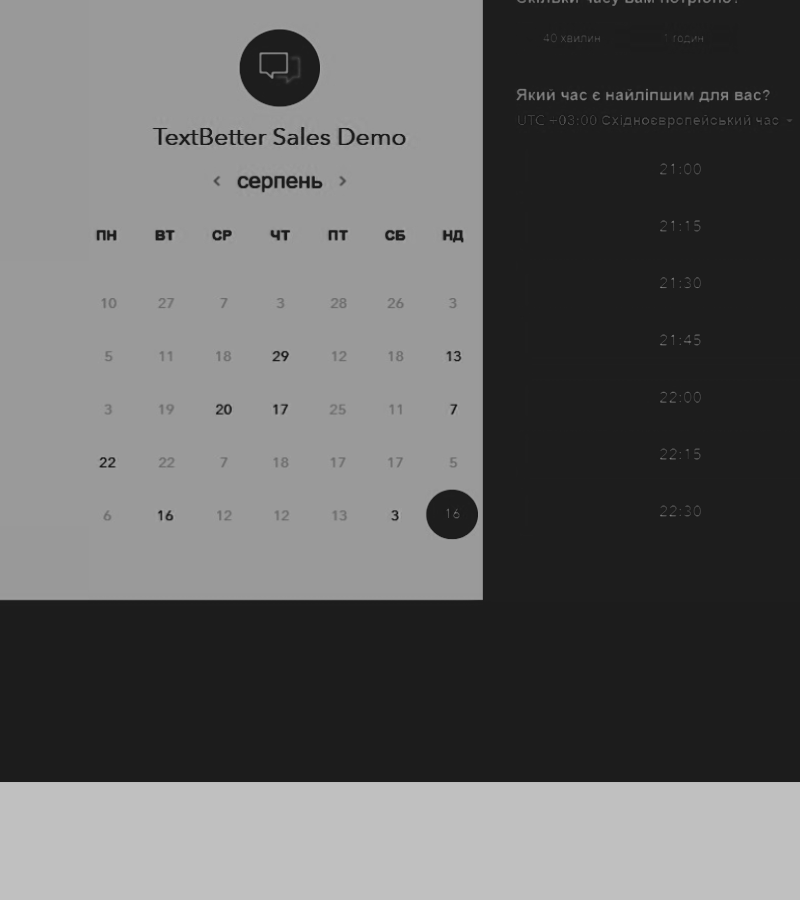 TextBetter Sales Demo
< серпень >
ПН ВТ СР ЧТ ПТ СБ НД
10 27 7 3 28 26 3
5 11 18 29 12 18 13
3 19 20 17 25 11 7
22 22 7 18 17 17 5
6 16 12 12 13 3 16
Скільки часу вам потрібно?
40 хвилин 1 годин
Який час є найліпшим для вас?
UTC +03:00 Східноєвропейський час
21:00
21:15
21:30
21:45
22:00
22:15
22:30